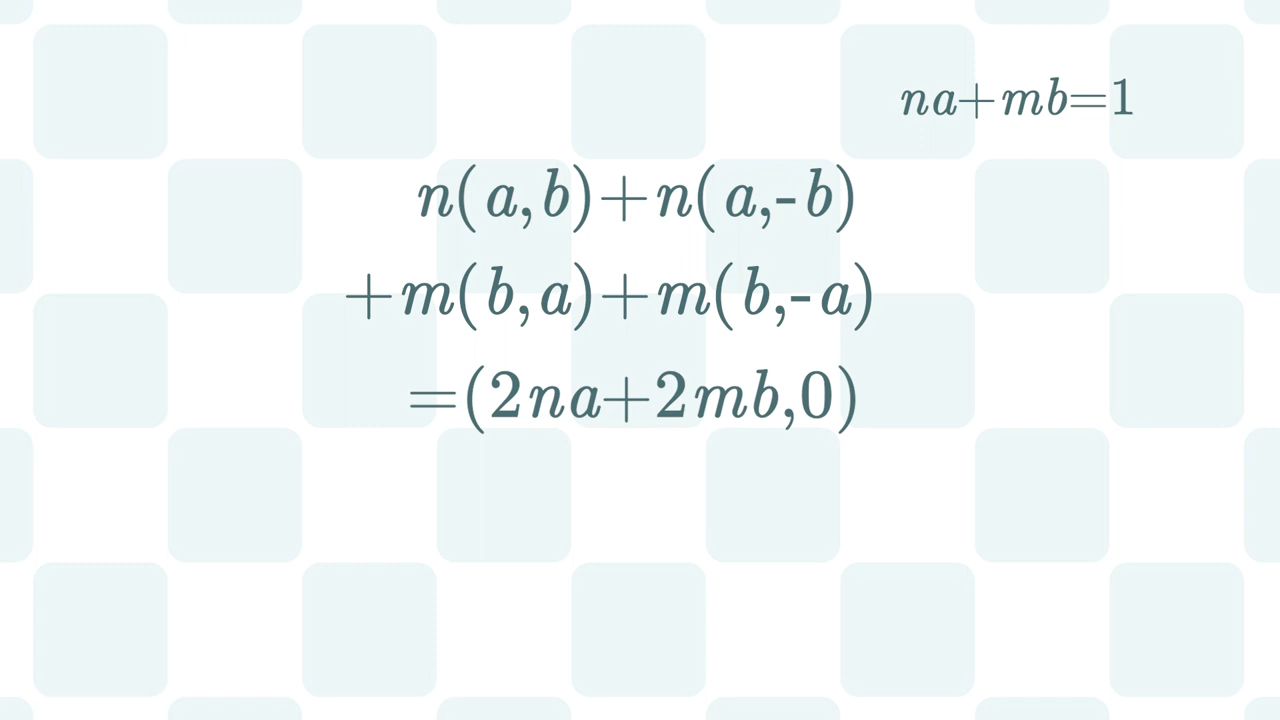 na+mb=1
n(a,b)+n(a,-b)
+m(b,a)+m(b,-a)
=(2na+2mb,0)